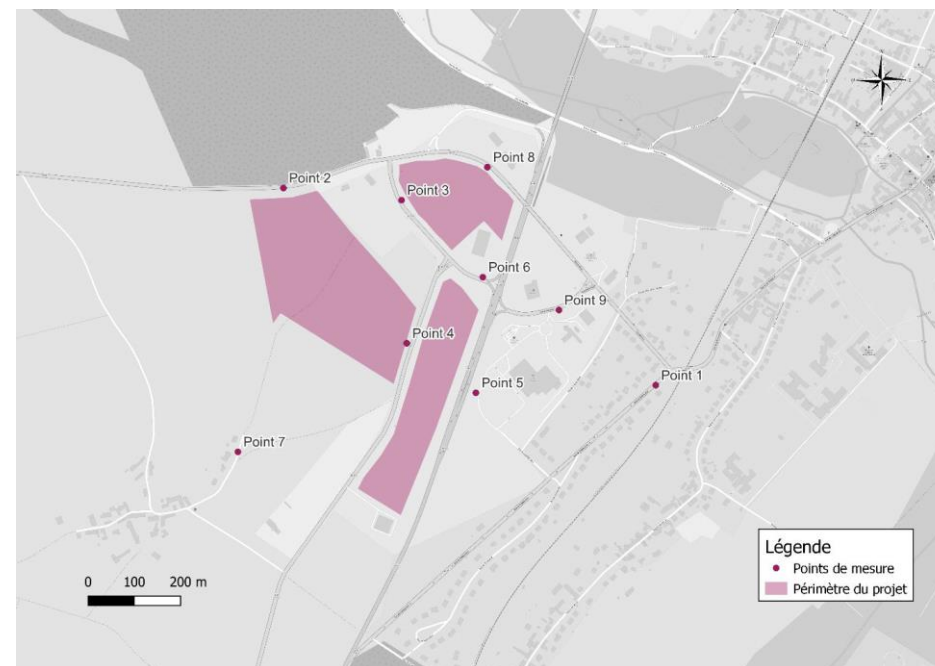 Point 8
Point 2
Point 3
Point 6
Point 9
Point 4
Point 5
Point 1
Point 7
Légende
Points de mesure
Périmètre du projet
0 100 200 m